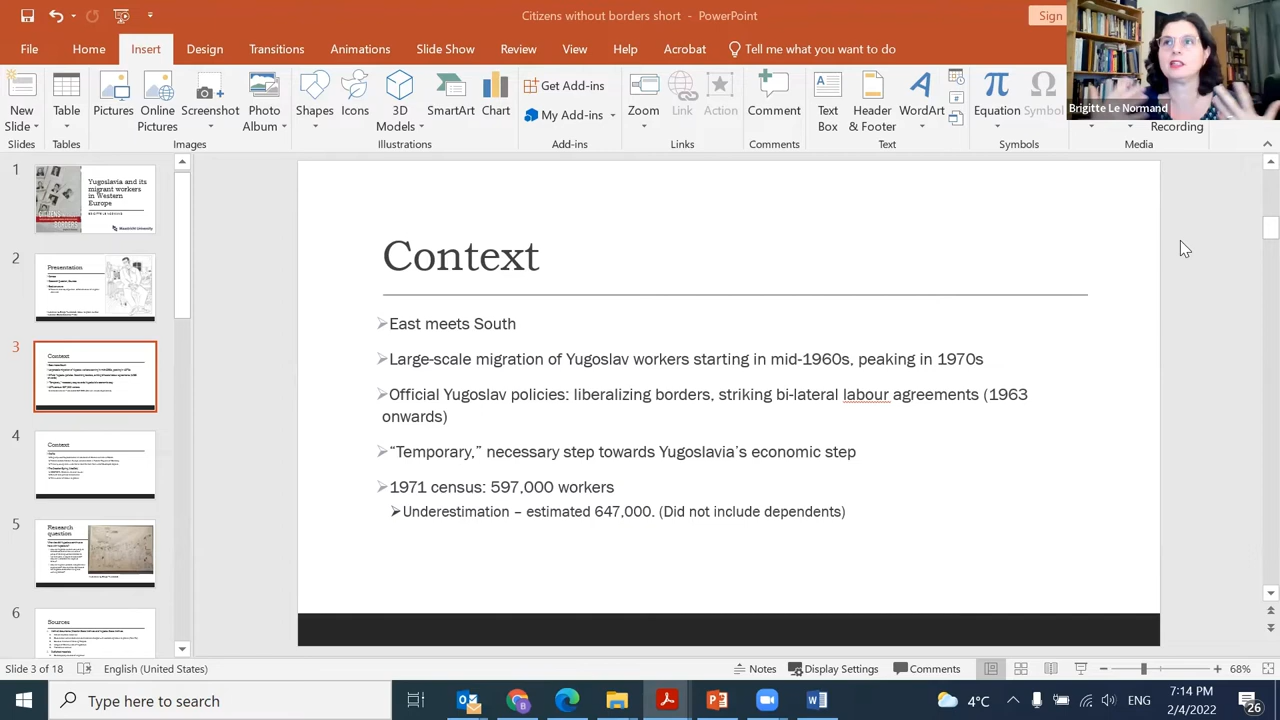 Citizens without borders short - PowerPoint
Sign
File Home Insert Design Transitions Animations Slide Show Review View Help Acrobat Tell me what you want to do
New Slide
Table
Pictures
Online Pictures
Screenshot
Photo Album
Shapes
Icons
3D Models
SmartArt
Chart
Get Add-ins
My Add-ins
Zoom
Link
Action
Comment
Text Box
Header & Footer
WordArt
Equation
Symbol
Recording
Brigitte Le Normand
Slides Tables Images Illustrations Add-ins Links Comments Text Symbols Media
1
Yugoslavia and its
migrant workers
in Western
Europe
2
Presentation
3
Context
4
Context
5
Research
question
6
Sources
Context
East meets South
Large-scale migration of Yugoslav workers starting in mid-1960s, peaking in 1970s
Official Yugoslav policies: liberalizing borders, striking bi-lateral labour agreements (1963
onwards)
“Temporary,” necessary step towards Yugoslavia’s economic step
1971 census: 597,000 workers
Underestimation – estimated 647,000. (Did not include dependents)
Slide 3 of 18 English (United States) Notes Display Settings Comments 68%
Type here to search
4°C ENG
7:14 PM
2/4/2022
26